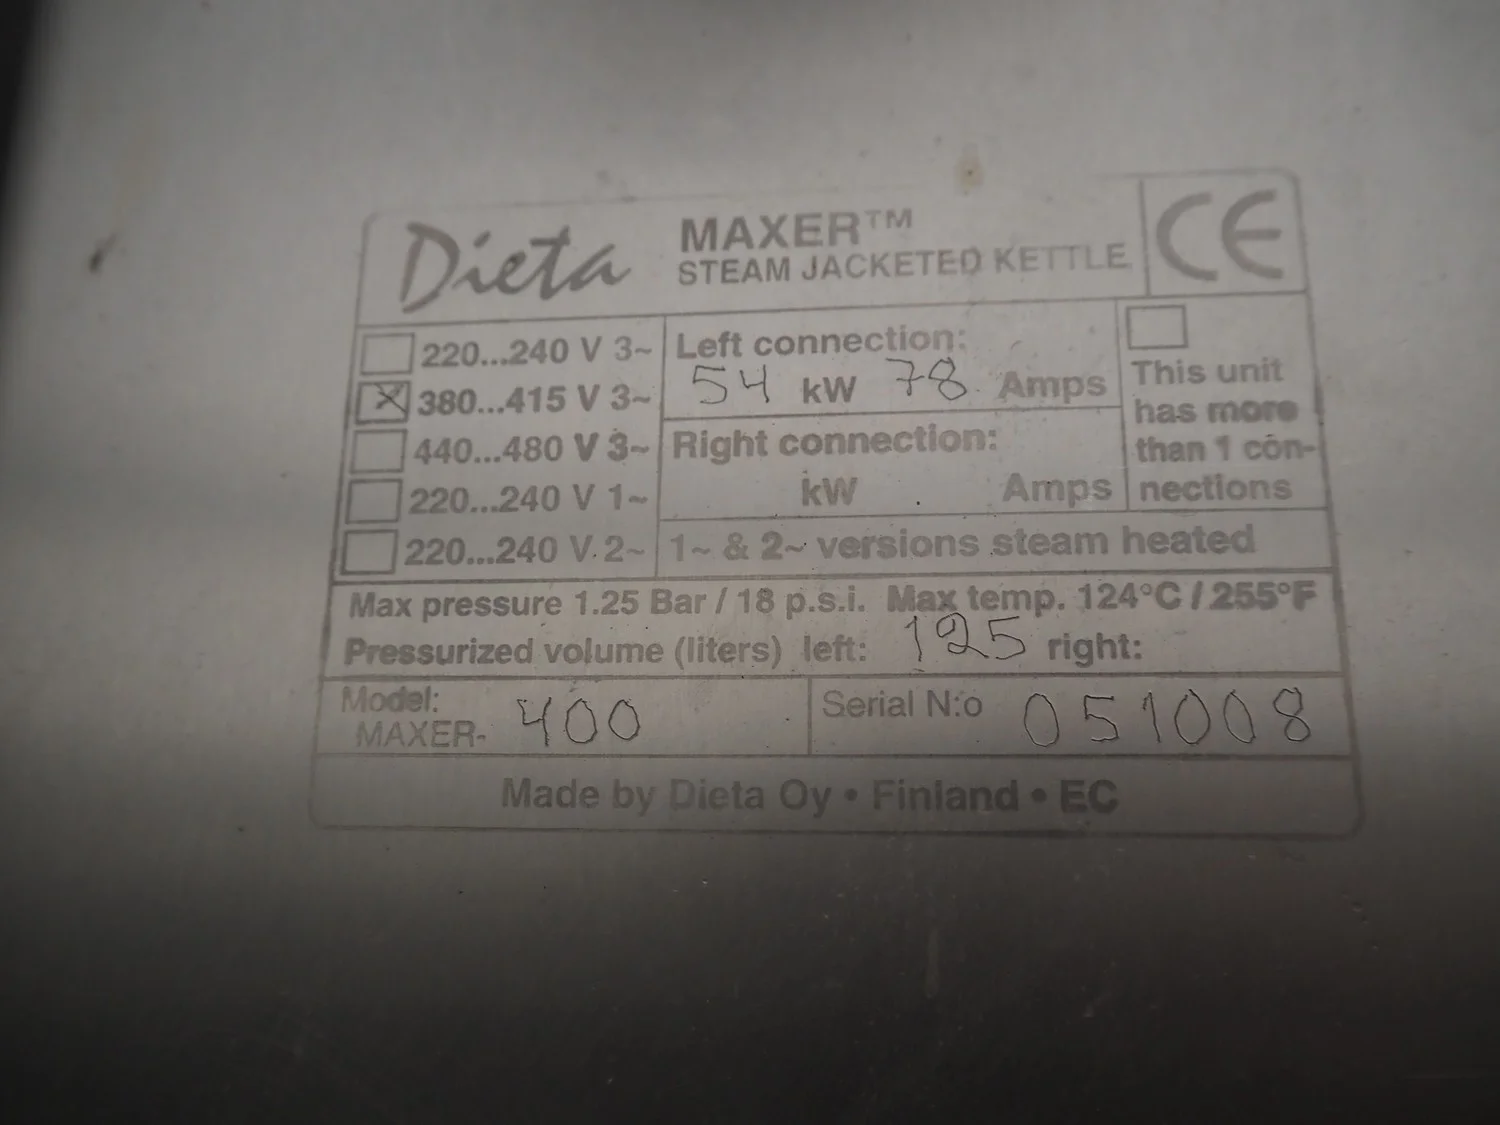 Dieta
MAXER™
STEAM JACKETED KETTLE
CE
220...240 V 3~
380...415 V 3~
440...480 V 3~
220...240 V 1~
220...240 V 2~
Left connection:
54 kW 78 Amps
Right connection:
kW Amps
This unit
has more
than 1 con-
nections
1~ & 2~ versions steam heated
Max pressure 1.25 Bar / 18 p.s.i. Max temp. 124°C / 255°F
Pressurized volume (liters) left: 125 right:
Model:
MAXER- 400
Serial N:o 051008
Made by Dieta Oy • Finland • EC